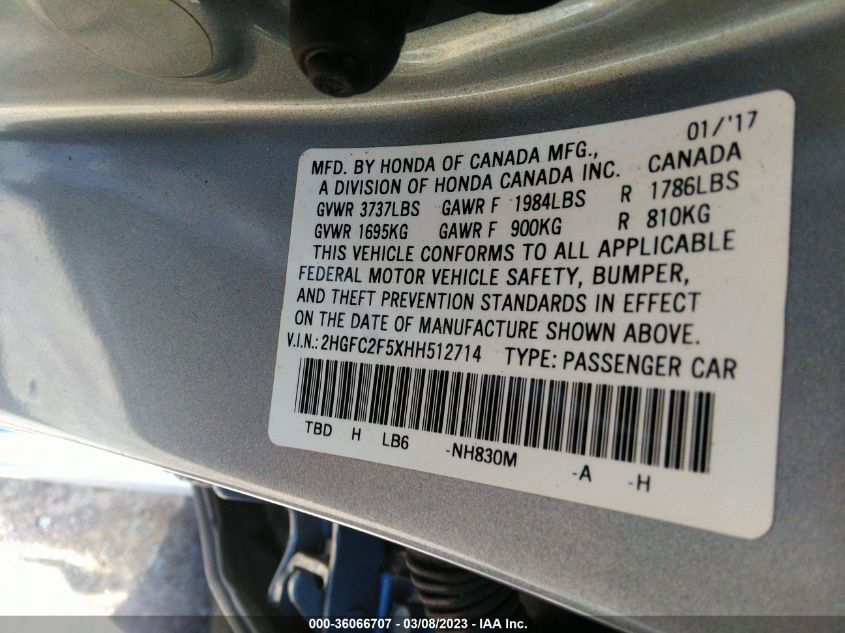 01/'17
MFD. BY HONDA OF CANADA MFG.,
A DIVISION OF HONDA CANADA INC. CANADA
GVWR 3737LBS GAWR F 1984LBS R 1786LBS
GVWR 1695KG GAWR F 900KG R 810KG
THIS VEHICLE CONFORMS TO ALL APPLICABLE
FEDERAL MOTOR VEHICLE SAFETY, BUMPER,
AND THEFT PREVENTION STANDARDS IN EFFECT
ON THE DATE OF MANUFACTURE SHOWN ABOVE.
V.I.N.: 2HGFC2F5XHH512714 TYPE: PASSENGER CAR
TBD H LB6 -NH830M -A -H
000-36066707 - 03/08/2023 - IAA Inc.